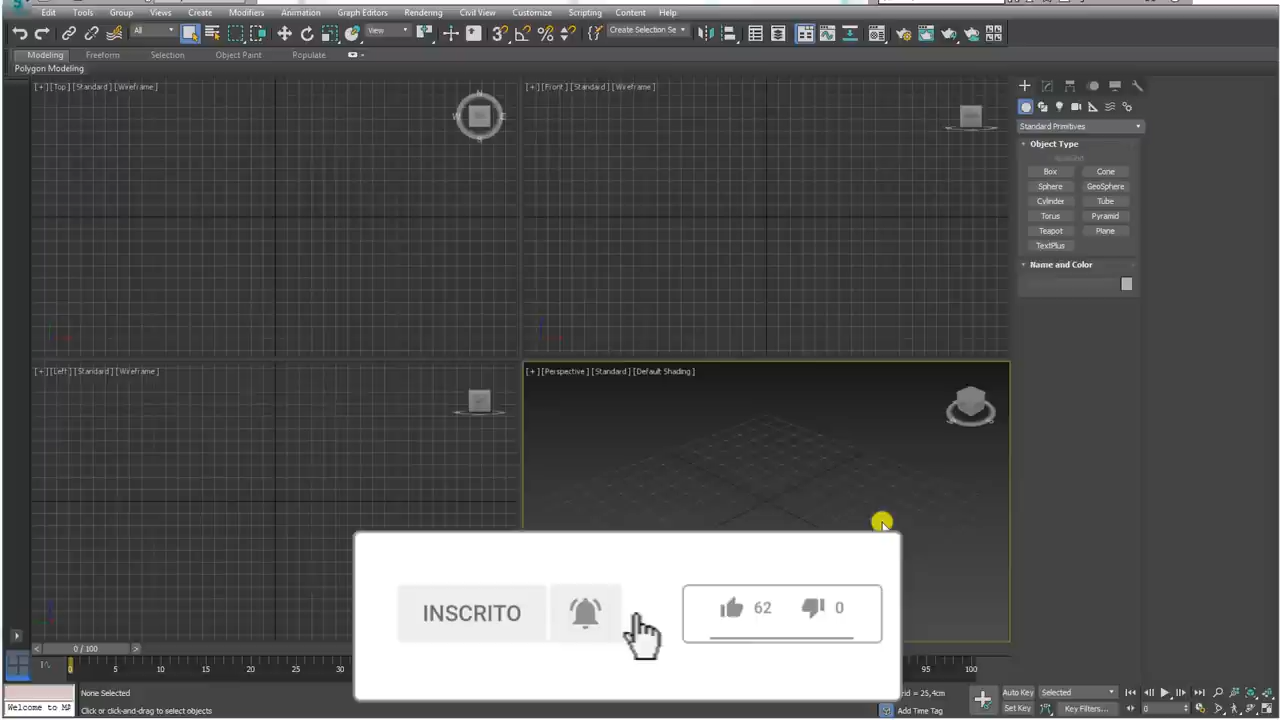 Edit Tools Group Views Create Modifiers Animation Graph Editors Rendering Civil View Customize Scripting Content Help
All View Create Selection Se
Modeling Freeform Selection Object Paint Populate
Polygon Modeling
[+] [Top] [Standard] [Wireframe]
N
W
[+] [Front] [Standard] [Wireframe]
Standard Primitives
Object Type
Box Cone
Sphere GeoSphere
Cylinder Tube
Torus Pyramid
Teapot Plane
TextPlus
Name and Color
[+] [Left] [Standard] [Wireframe]
[+] [Perspective] [Standard] [Default Shading]
INSCRITO
62 0
0 / 100
0 5 10 15 20 25 30 95 100
None Selected
Click or click-and-drag to select objects
Welcome to M
rid = 25,4cm
Add Time Tag
Auto Key Selected
Set Key Key Filters...
0